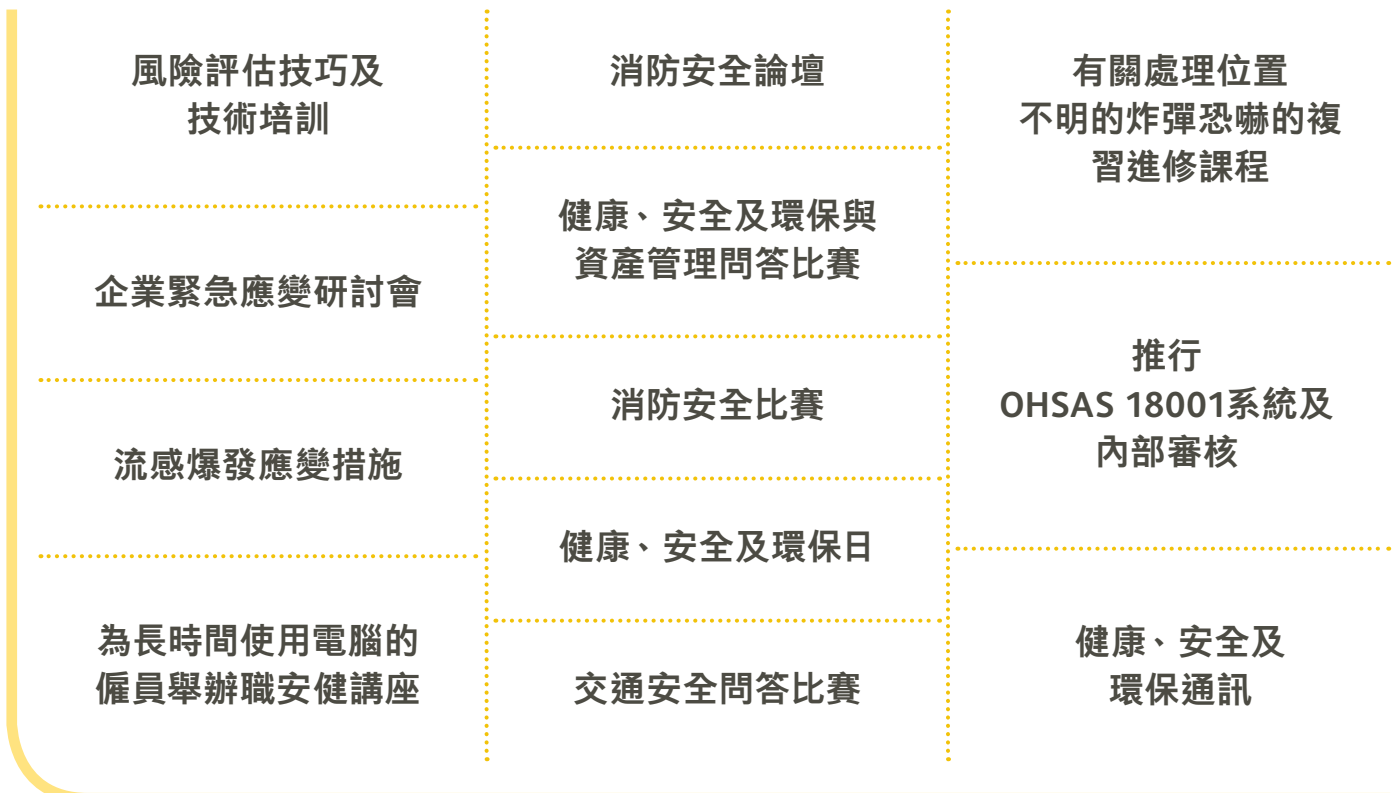 風險評估技巧及
技術培訓
企業緊急應變研討會
流感爆發應變措施
為長時間使用電腦的
僱員舉辦職安健講座
消防安全論壇
健康、安全及環保與
資產管理問答比賽
消防安全比賽
健康、安全及環保日
交通安全問答比賽
有關處理位置
不明的炸彈恐嚇的複
習進修課程
推行
OHSAS 18001系統及
內部審核
健康、安全及
環保通訊